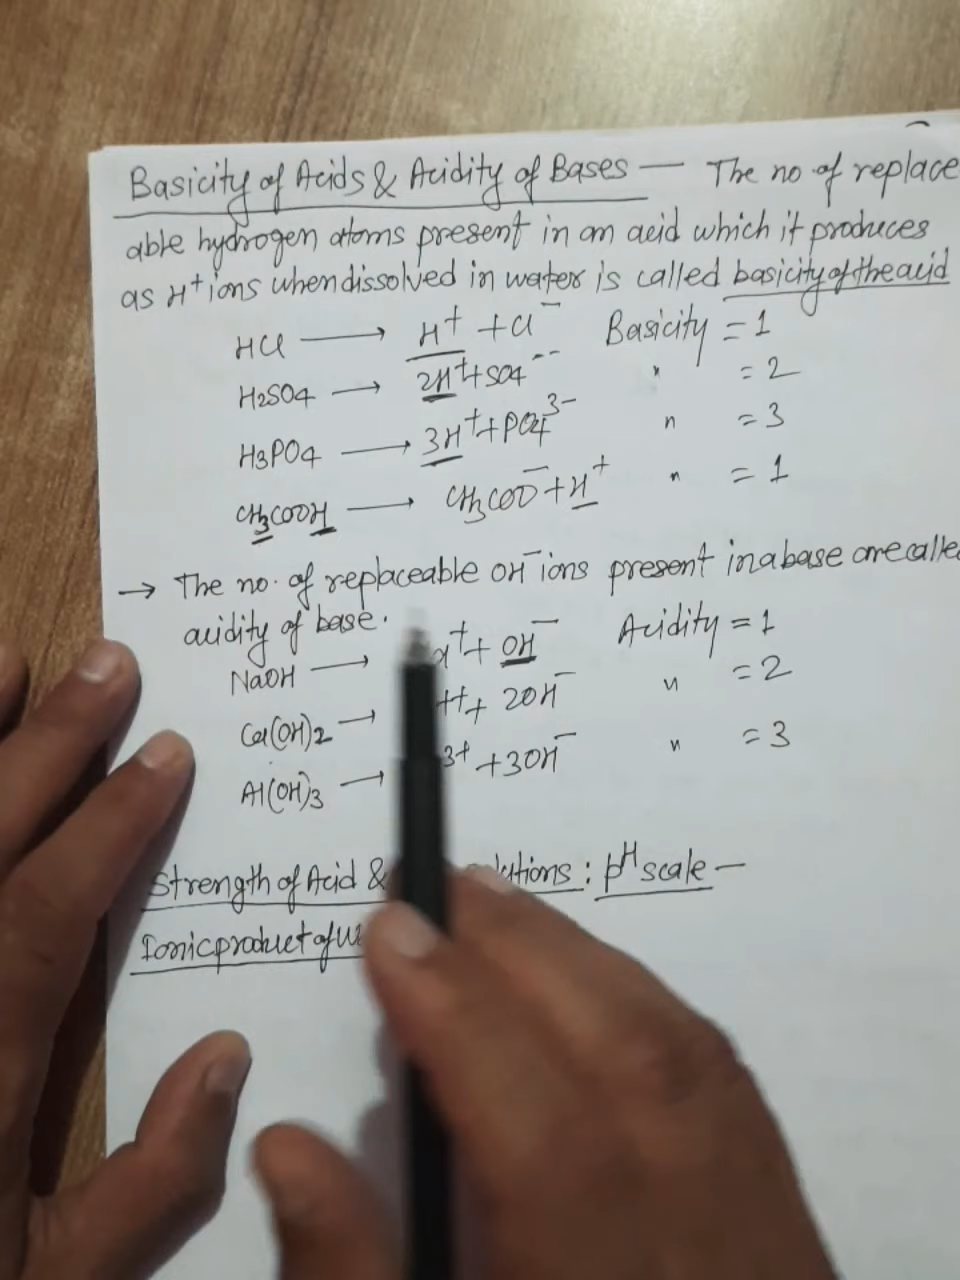 Basicity of Acids & Acidity of Bases — The no of replace
able hydrogen atoms present in an acid which it produces
as H⁺ ions when dissolved in water is called basicity of the acid
HCl ⟶ H⁺ + Cl⁻ Basicity = 1
H2SO4 ⟶ 2H⁺ + SO4⁻⁻ " = 2
H3PO4 ⟶ 3H⁺ + PO4³⁻ " = 3
CH3COOH ⟶ CH3COO⁻ + H⁺ " = 1
→ The no. of replaceable OH⁻ ions present in a base are calle
acidity of base.
NaOH ⟶ a⁺ + OH⁻ Acidity = 1
Ca(OH)2 ⟶ ++ + 2OH⁻ " = 2
Al(OH)3 ⟶ 3+ + 3OH⁻ " = 3
Strength of Acid & : pH scale —
Ionic product of